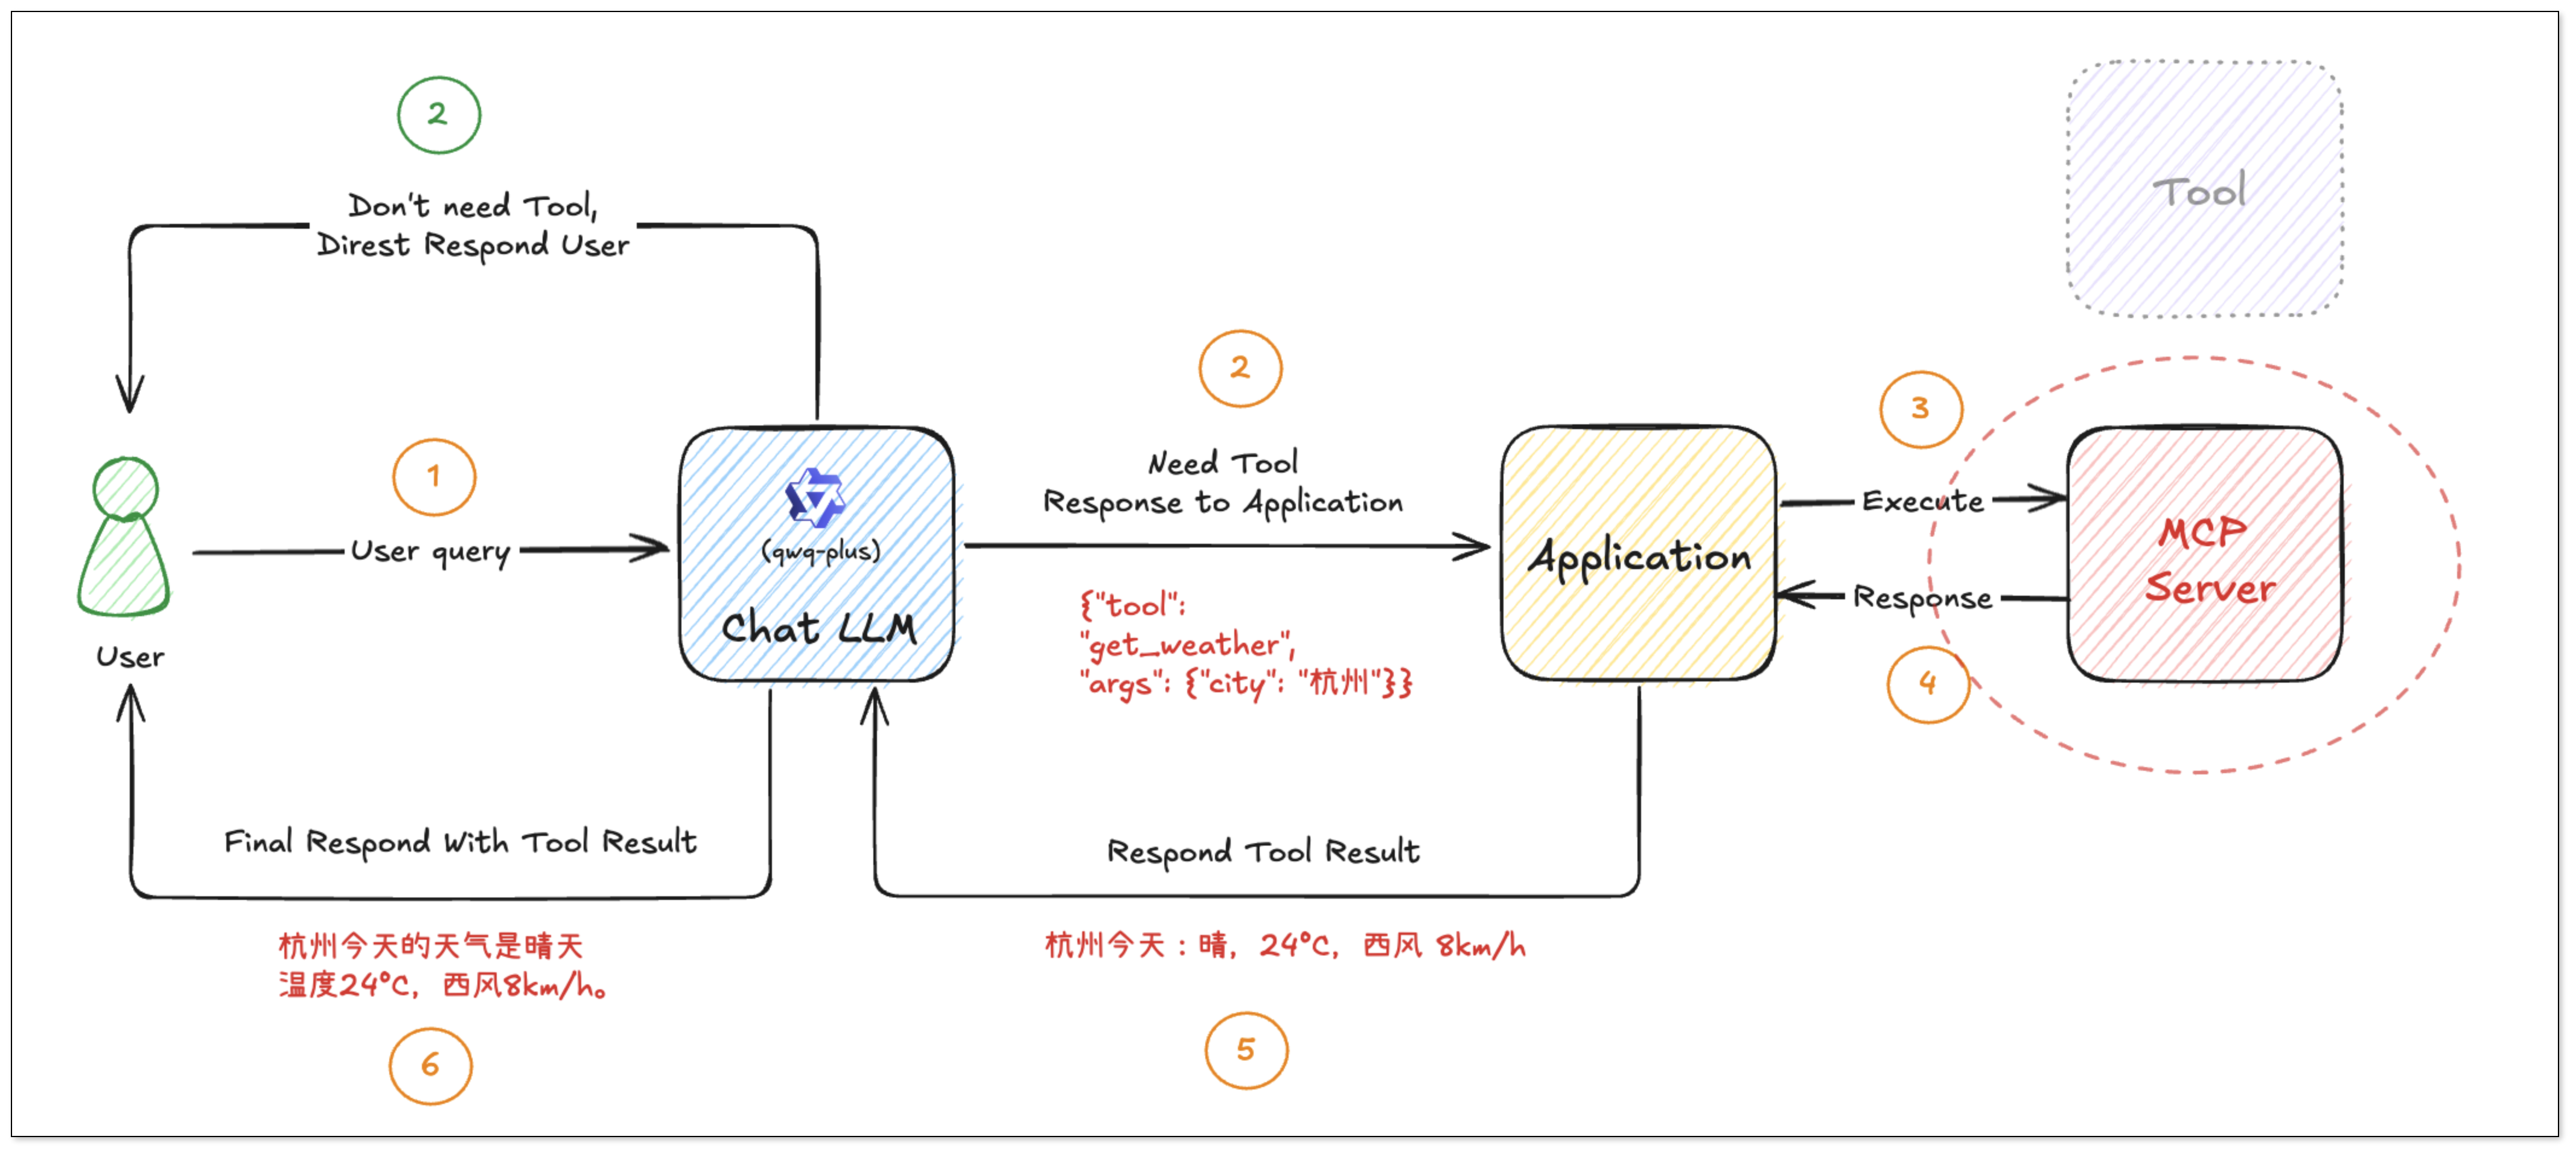 2
Don't need Tool,
Direst Respond User
Tool
2
3
1
Need Tool
Response to Application
User query
(qwq-plus)
Chat LLM
Execute
Application
MCP
Server
Response
{"tool":
"get_weather",
"args": {"city": "杭州"}}
User
4
Final Respond With Tool Result
Respond Tool Result
杭州今天的天气是晴天
温度24°C, 西风8km/h。
杭州今天：晴, 24°C, 西风 8km/h
6
5